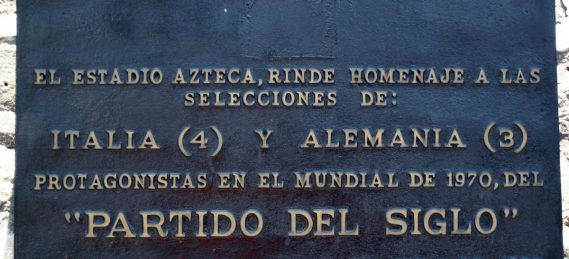 EL ESTADIO AZTECA, RINDE HOMENAJE A LAS
SELECCIONES DE:
ITALIA (4) Y ALEMANIA (3)
PROTAGONISTAS EN EL MUNDIAL DE 1970, DEL
"PARTIDO DEL SIGLO"